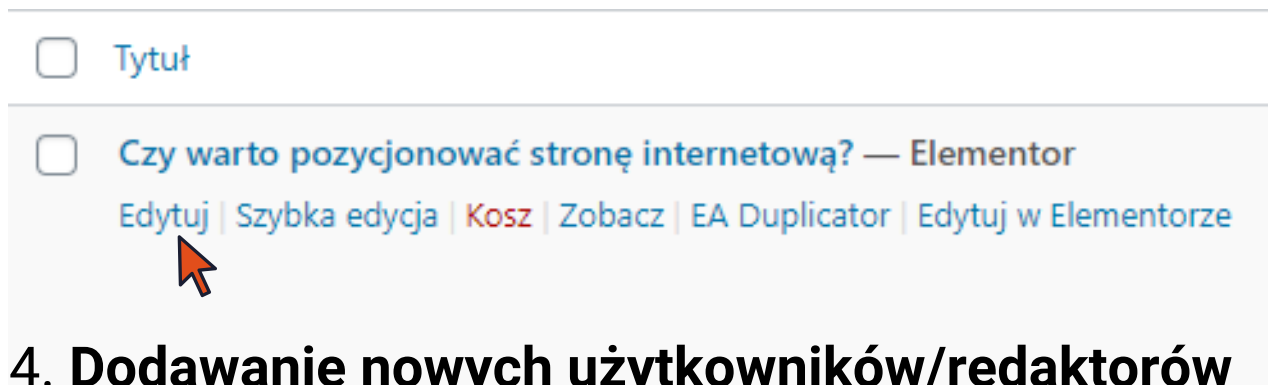 Tytuł
Czy warto pozycjonować stronę internetową? — Elementor
Edytuj | Szybka edycja | Kosz | Zobacz | EA Duplicator | Edytuj w Elementorze
4. Dodawanie nowych użytkowników/redaktorów